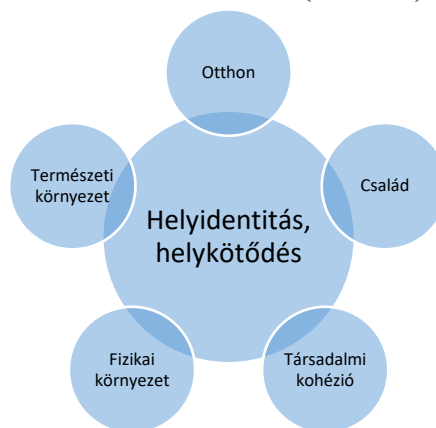 Otthon
Természeti
környezet
Család
Helyidentitás,
helykötődés
Fizikai
környezet
Társadalmi
kohézió